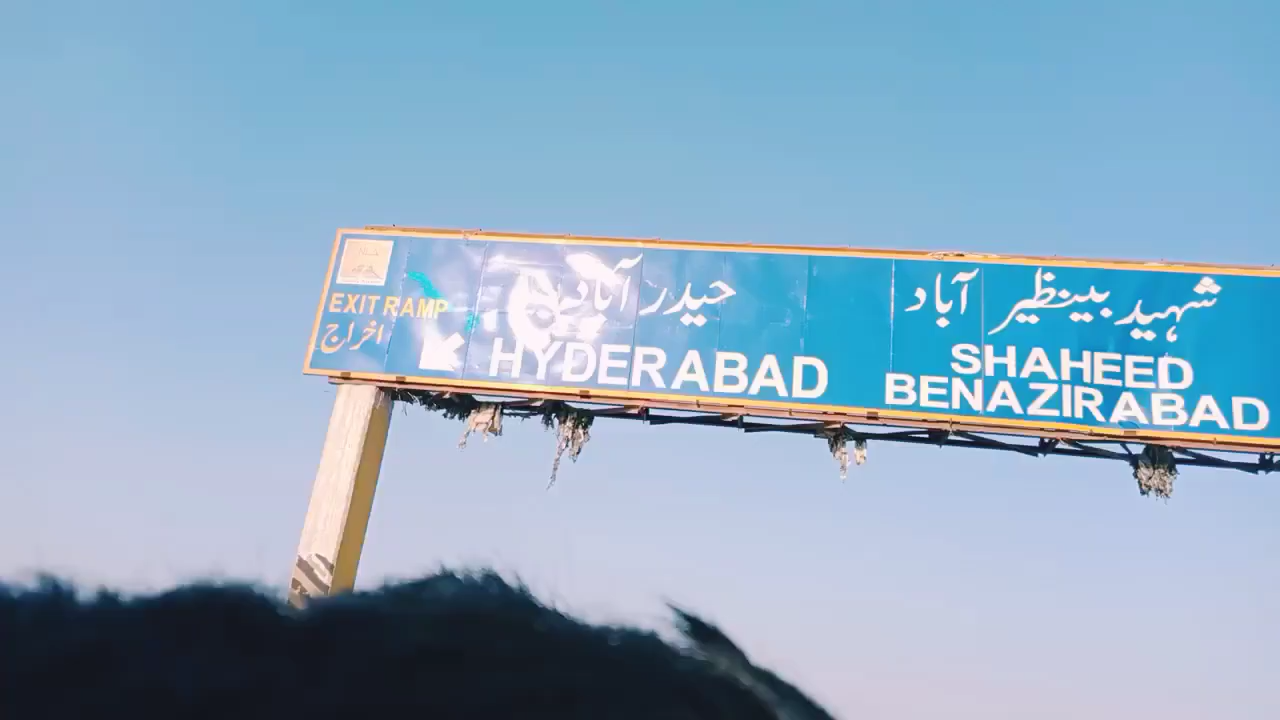 EXIT RAMP
اخراج
حیدر آباد
HYDERABAD
شہید بینظیر آباد
SHAHEED
BENAZIRABAD